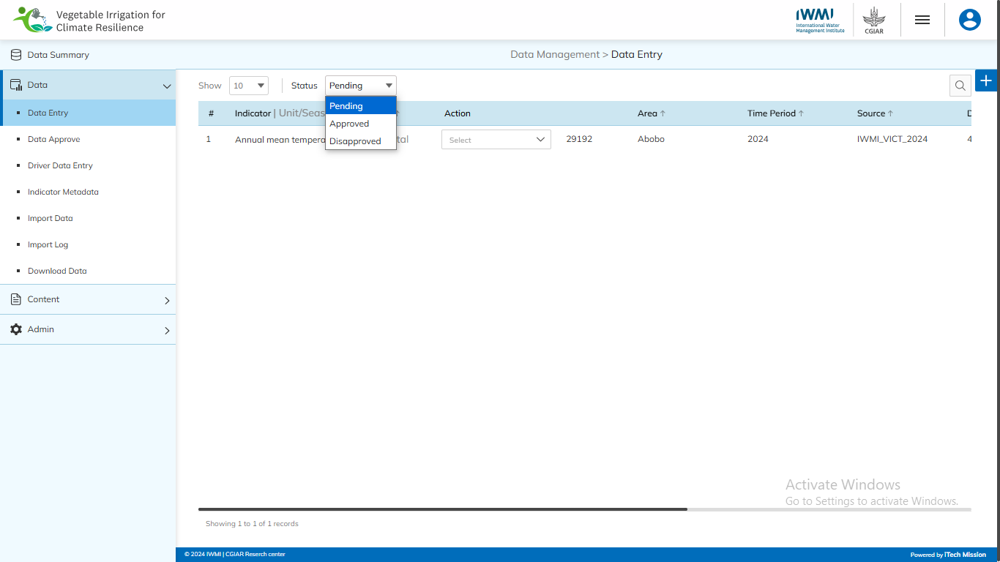 Vegetable Irrigation for
Climate Resilience
IWMI
International Water
Management Institute
CGIAR
Data Summary
Data Management > Data Entry
Data
Show 10 Status Pending
Pending
Approved
Disapproved
# Indicator | Unit/Seas Action Area ↑ Time Period ↑ Source ↑ D
1 Annual mean tempera tal Select 29192 Abobo 2024 IWMI_VICT_2024 4
Data Entry
Data Approve
Driver Data Entry
Indicator Metadata
Import Data
Import Log
Download Data
Content
Admin
Activate Windows
Go to Settings to activate Windows.
Showing 1 to 1 of 1 records
© 2024 IWMI | CGIAR Reserch center
Powered by iTech Mission